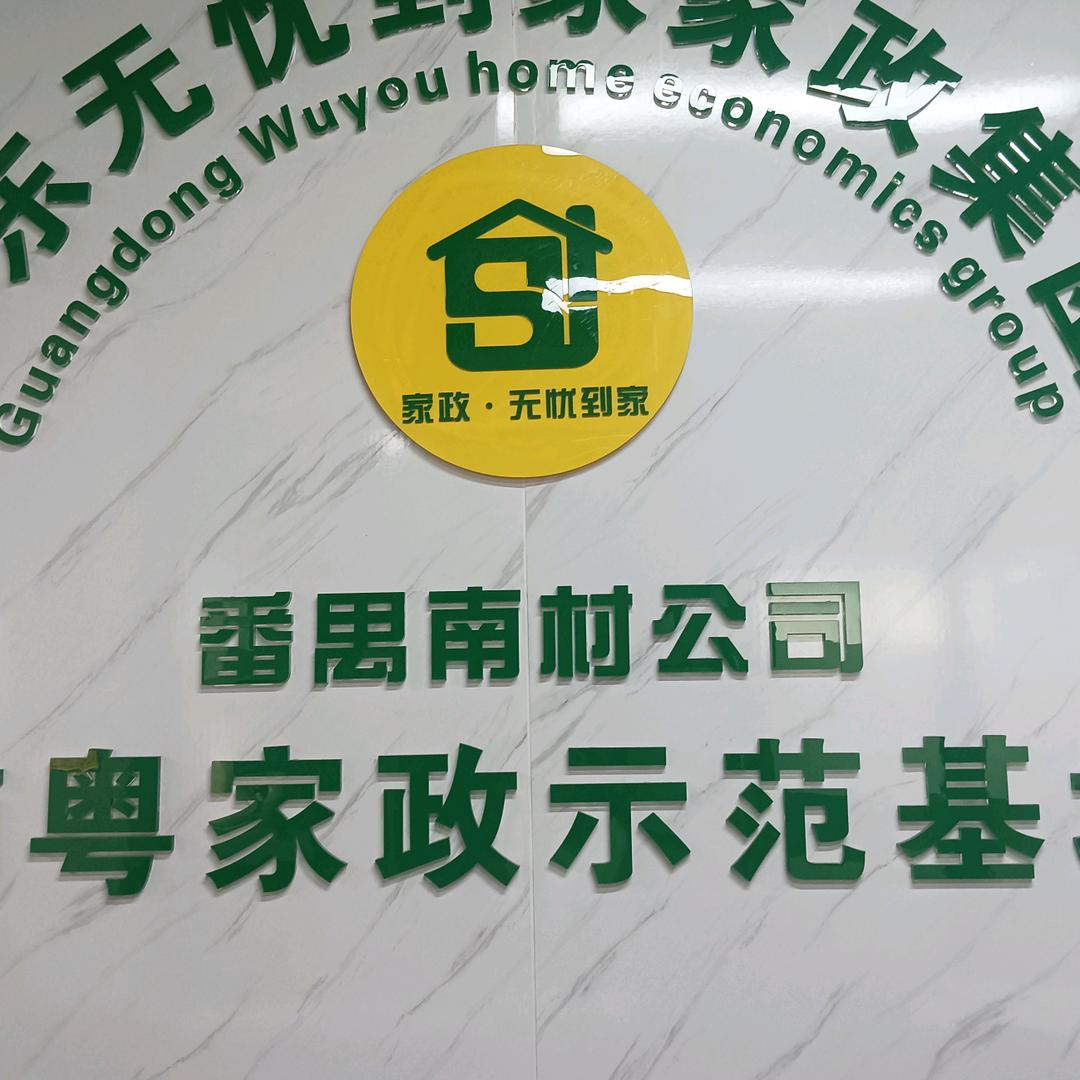 东无忧到家家政集团
Guangdong Wuyou home economics group
家政·无忧到家
番禺南村公司
粤家政示范基